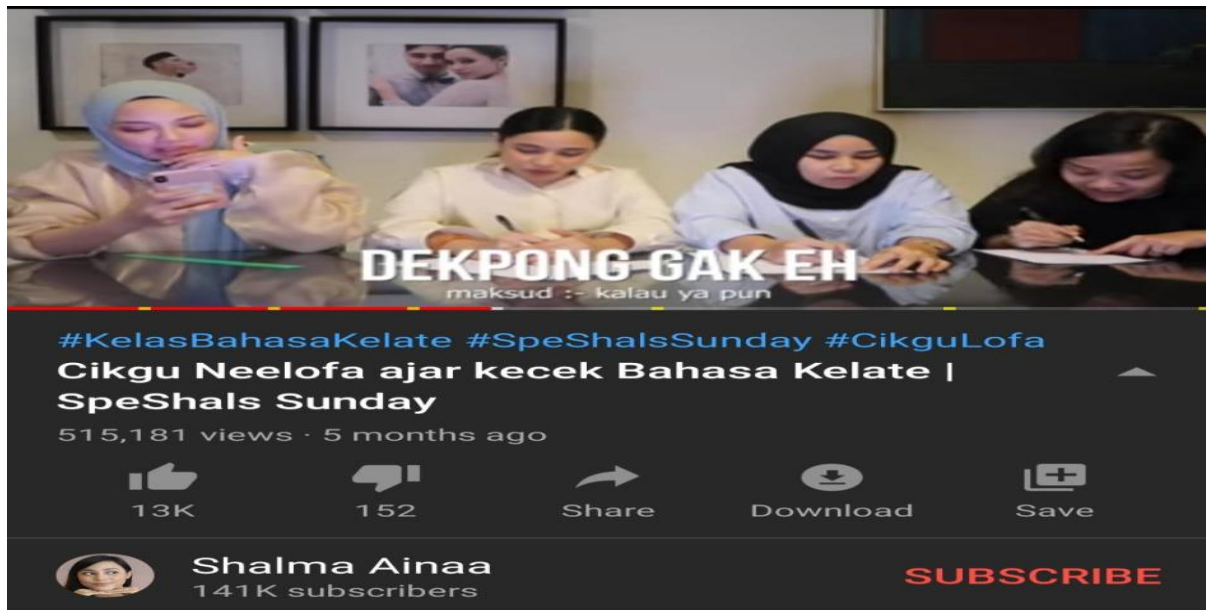 DEKPONG GAK EH
maksud :- kalau ya pun
#KelasBahasaKelate #SpeShalsSunday #CikguLofa
Cikgu Neelofa ajar kecek Bahasa Kelate |
SpeShals Sunday
515,181 views · 5 months ago
13K 152 Share Download Save
Shalma Ainaa
141K subscribers
SUBSCRIBE